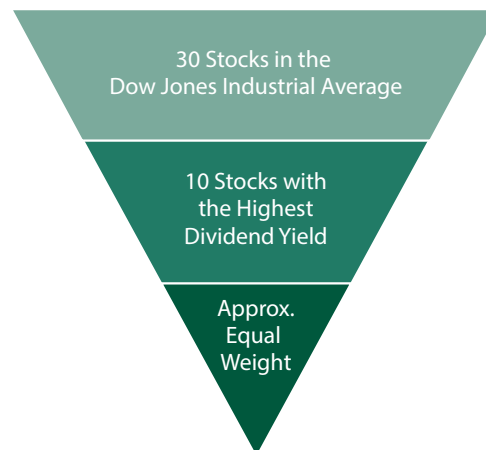 30 Stocks in the
Dow Jones Industrial Average
10 Stocks with
the Highest
Dividend Yield
Approx.
Equal
Weight